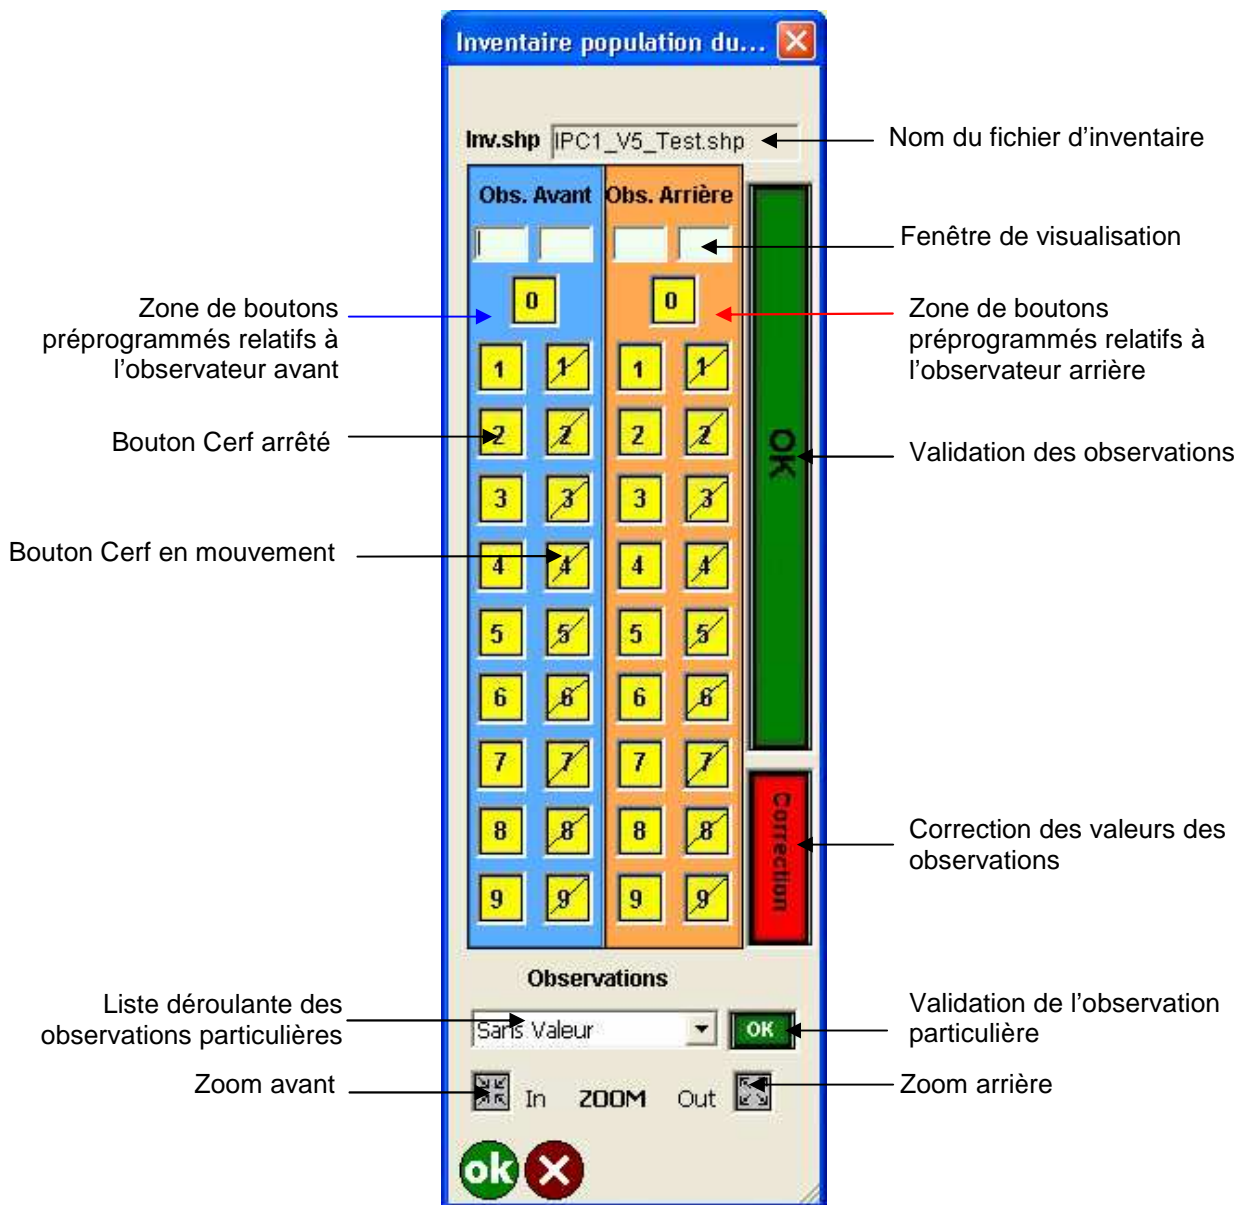 Inventaire population du...
Inv.shp IPC1_V5_Test.shp
Nom du fichier d’inventaire
Obs. Avant Obs. Arrière
Fenêtre de visualisation
0 0
Zone de boutons
préprogrammés relatifs à
l’observateur avant
Zone de boutons
préprogrammés relatifs à
l’observateur arrière
1 1 1 1
Bouton Cerf arrêté
2 2 2 2
OK
Validation des observations
3 3 3 3
Bouton Cerf en mouvement
4 4 4 4
5 5 5 5
6 6 6 6
7 7 7 7
8 8 8 8
Correction
Correction des valeurs des
observations
9 9 9 9
Observations
Liste déroulante des
observations particulières
Sans Valeur
OK
Validation de l’observation
particulière
Zoom avant
In ZOOM Out
Zoom arrière
ok